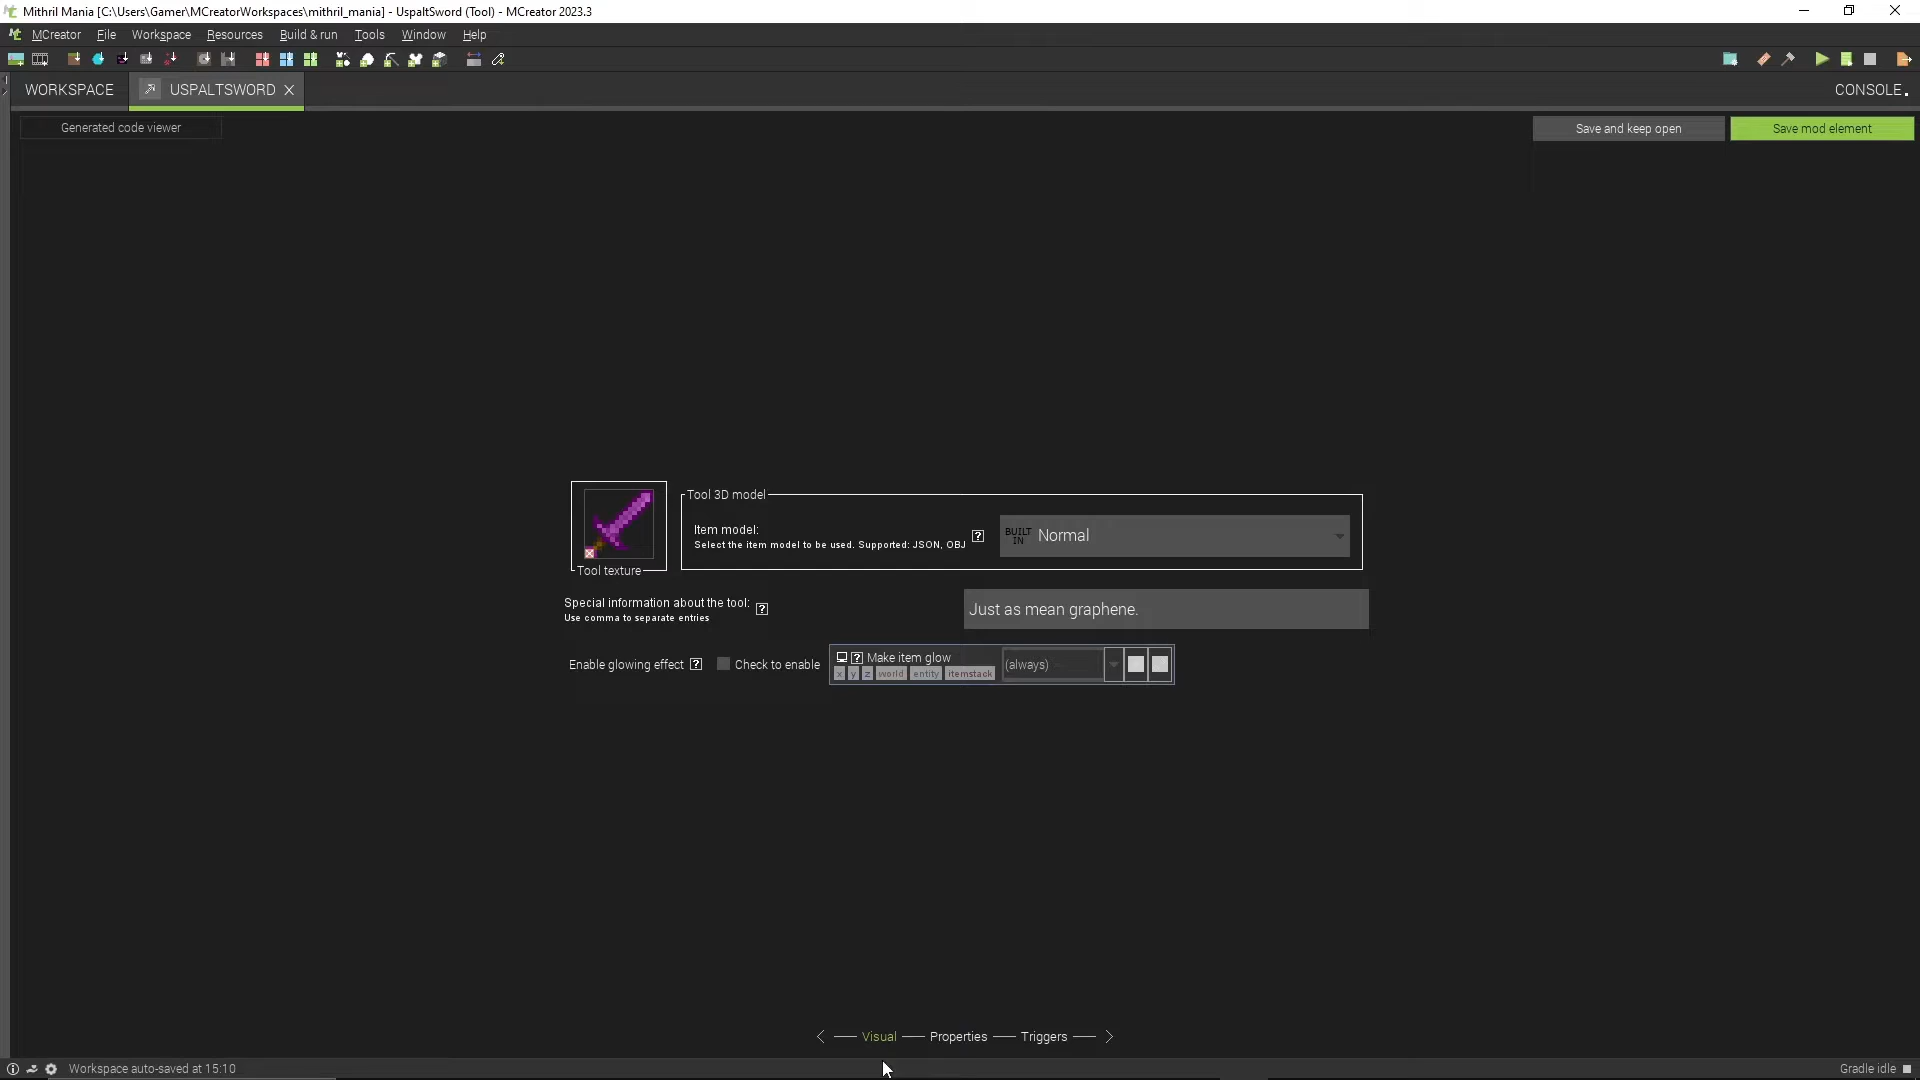 Mithril Mania [C:\Users\Gamer\MCreatorWorkspaces\mithril_mania] - UspaltSword (Tool) - MCreator 2023.3
MCreator File Workspace Resources Build & run Tools Window Help
WORKSPACE USPALTSWORD CONSOLE
Generated code viewer Save and keep open Save mod element
Tool 3D model
Item model: BUILT IN Normal
Select the item model to be used. Supported: JSON, OBJ ?
Tool texture
Special information about the tool: ? Just as mean graphene.
Use comma to separate entries
Enable glowing effect ? Check to enable ? Make item glow (always)
x y z world entity itemstack
Visual Properties Triggers
Workspace auto-saved at 15:10 Gradle idle